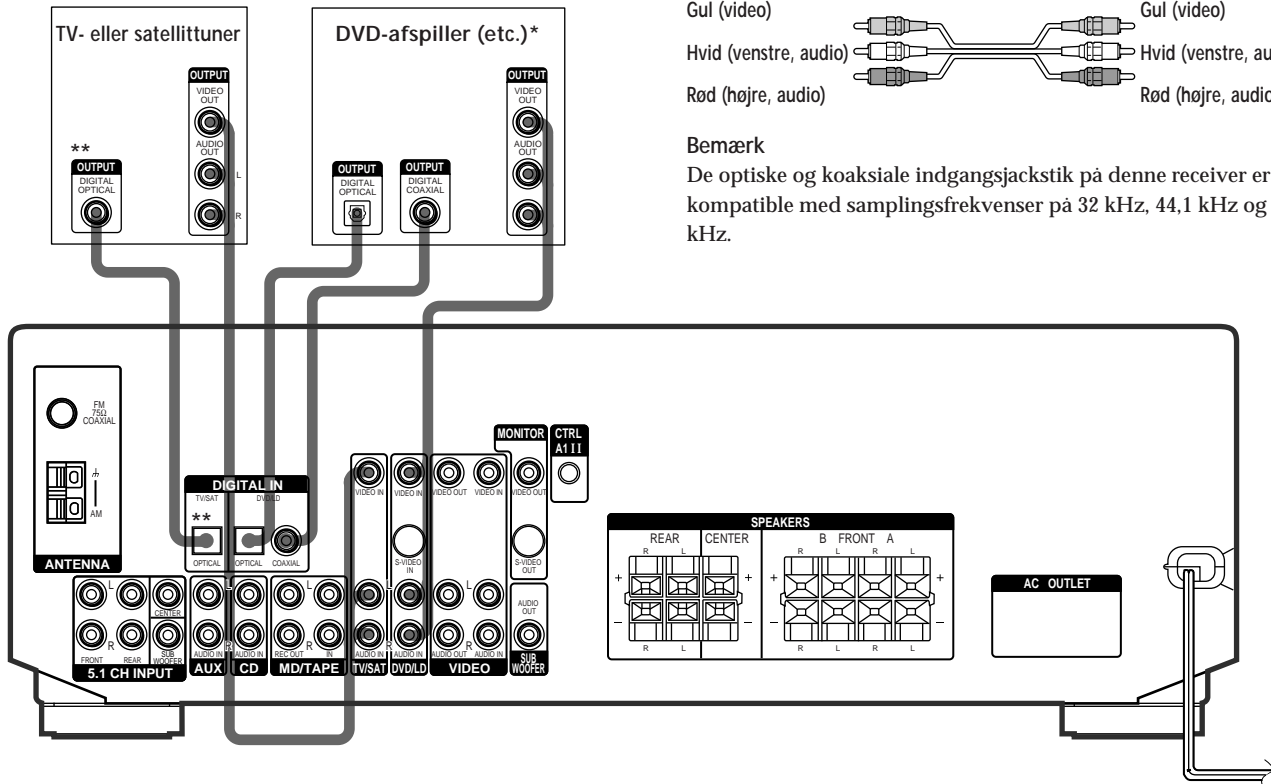 TV- eller satellittuner
OUTPUT
VIDEO
OUT
AUDIO
OUT
L
R
**
OUTPUT
DIGITAL
OPTICAL
DVD-afspiller (etc.)*
OUTPUT
VIDEO
OUT
AUDIO
OUT
OUTPUT
DIGITAL
OPTICAL
OUTPUT
DIGITAL
COAXIAL
Gul (video)
Gul (video)
Hvid (venstre, audio)
Hvid (venstre, au
Rød (højre, audio)
Rød (højre, audio
Bemærk
De optiske og koaksiale indgangsjackstik på denne receiver er
kompatible med samplingsfrekvenser på 32 kHz, 44,1 kHz og
kHz.
FM
75Ω
COAXIAL
AM
ANTENNA
DIGITAL IN
TV/SAT
DVD/LD
**
OPTICAL
OPTICAL
COAXIAL
L
CENTER
R
FRONT
REAR
SUB
WOOFER
5.1 CH INPUT
L
R
AUDIO IN
AUX
AUDIO IN
CD
L
R
REC OUT
IN
MD/TAPE
VIDEO IN
L
R
AUDIO IN
TV/SAT
VIDEO IN
S-VIDEO
IN
AUDIO IN
DVD/LD
VIDEO OUT
VIDEO IN
L
R
AUDIO OUT
AUDIO IN
VIDEO
MONITOR
VIDEO OUT
S-VIDEO
OUT
AUDIO
OUT
SUB
WOOFER
CTRL
A1II
SPEAKERS
REAR
CENTER
B FRONT A
R L
R L R L
+ +
+ +
– –
– –
R L
R L R L
AC OUTLET